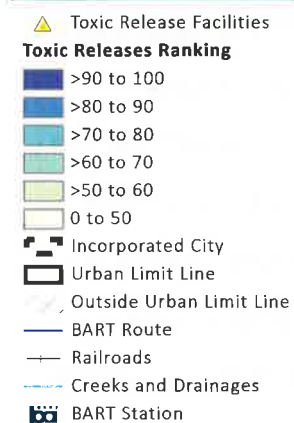 Toxic Release Facilities
Toxic Releases Ranking
>90 to 100
>80 to 90
>70 to 80
>60 to 70
>50 to 60
0 to 50
Incorporated City
Urban Limit Line
Outside Urban Limit Line
BART Route
Railroads
Creeks and Drainages
BART Station